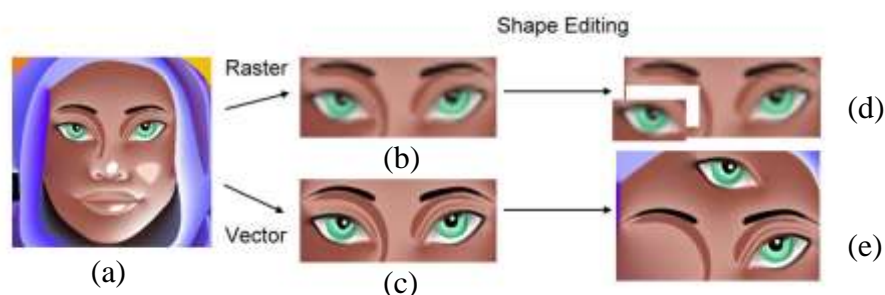 Shape Editing
Raster
(d)
(b)
Vector
(e)
(a)
(c)